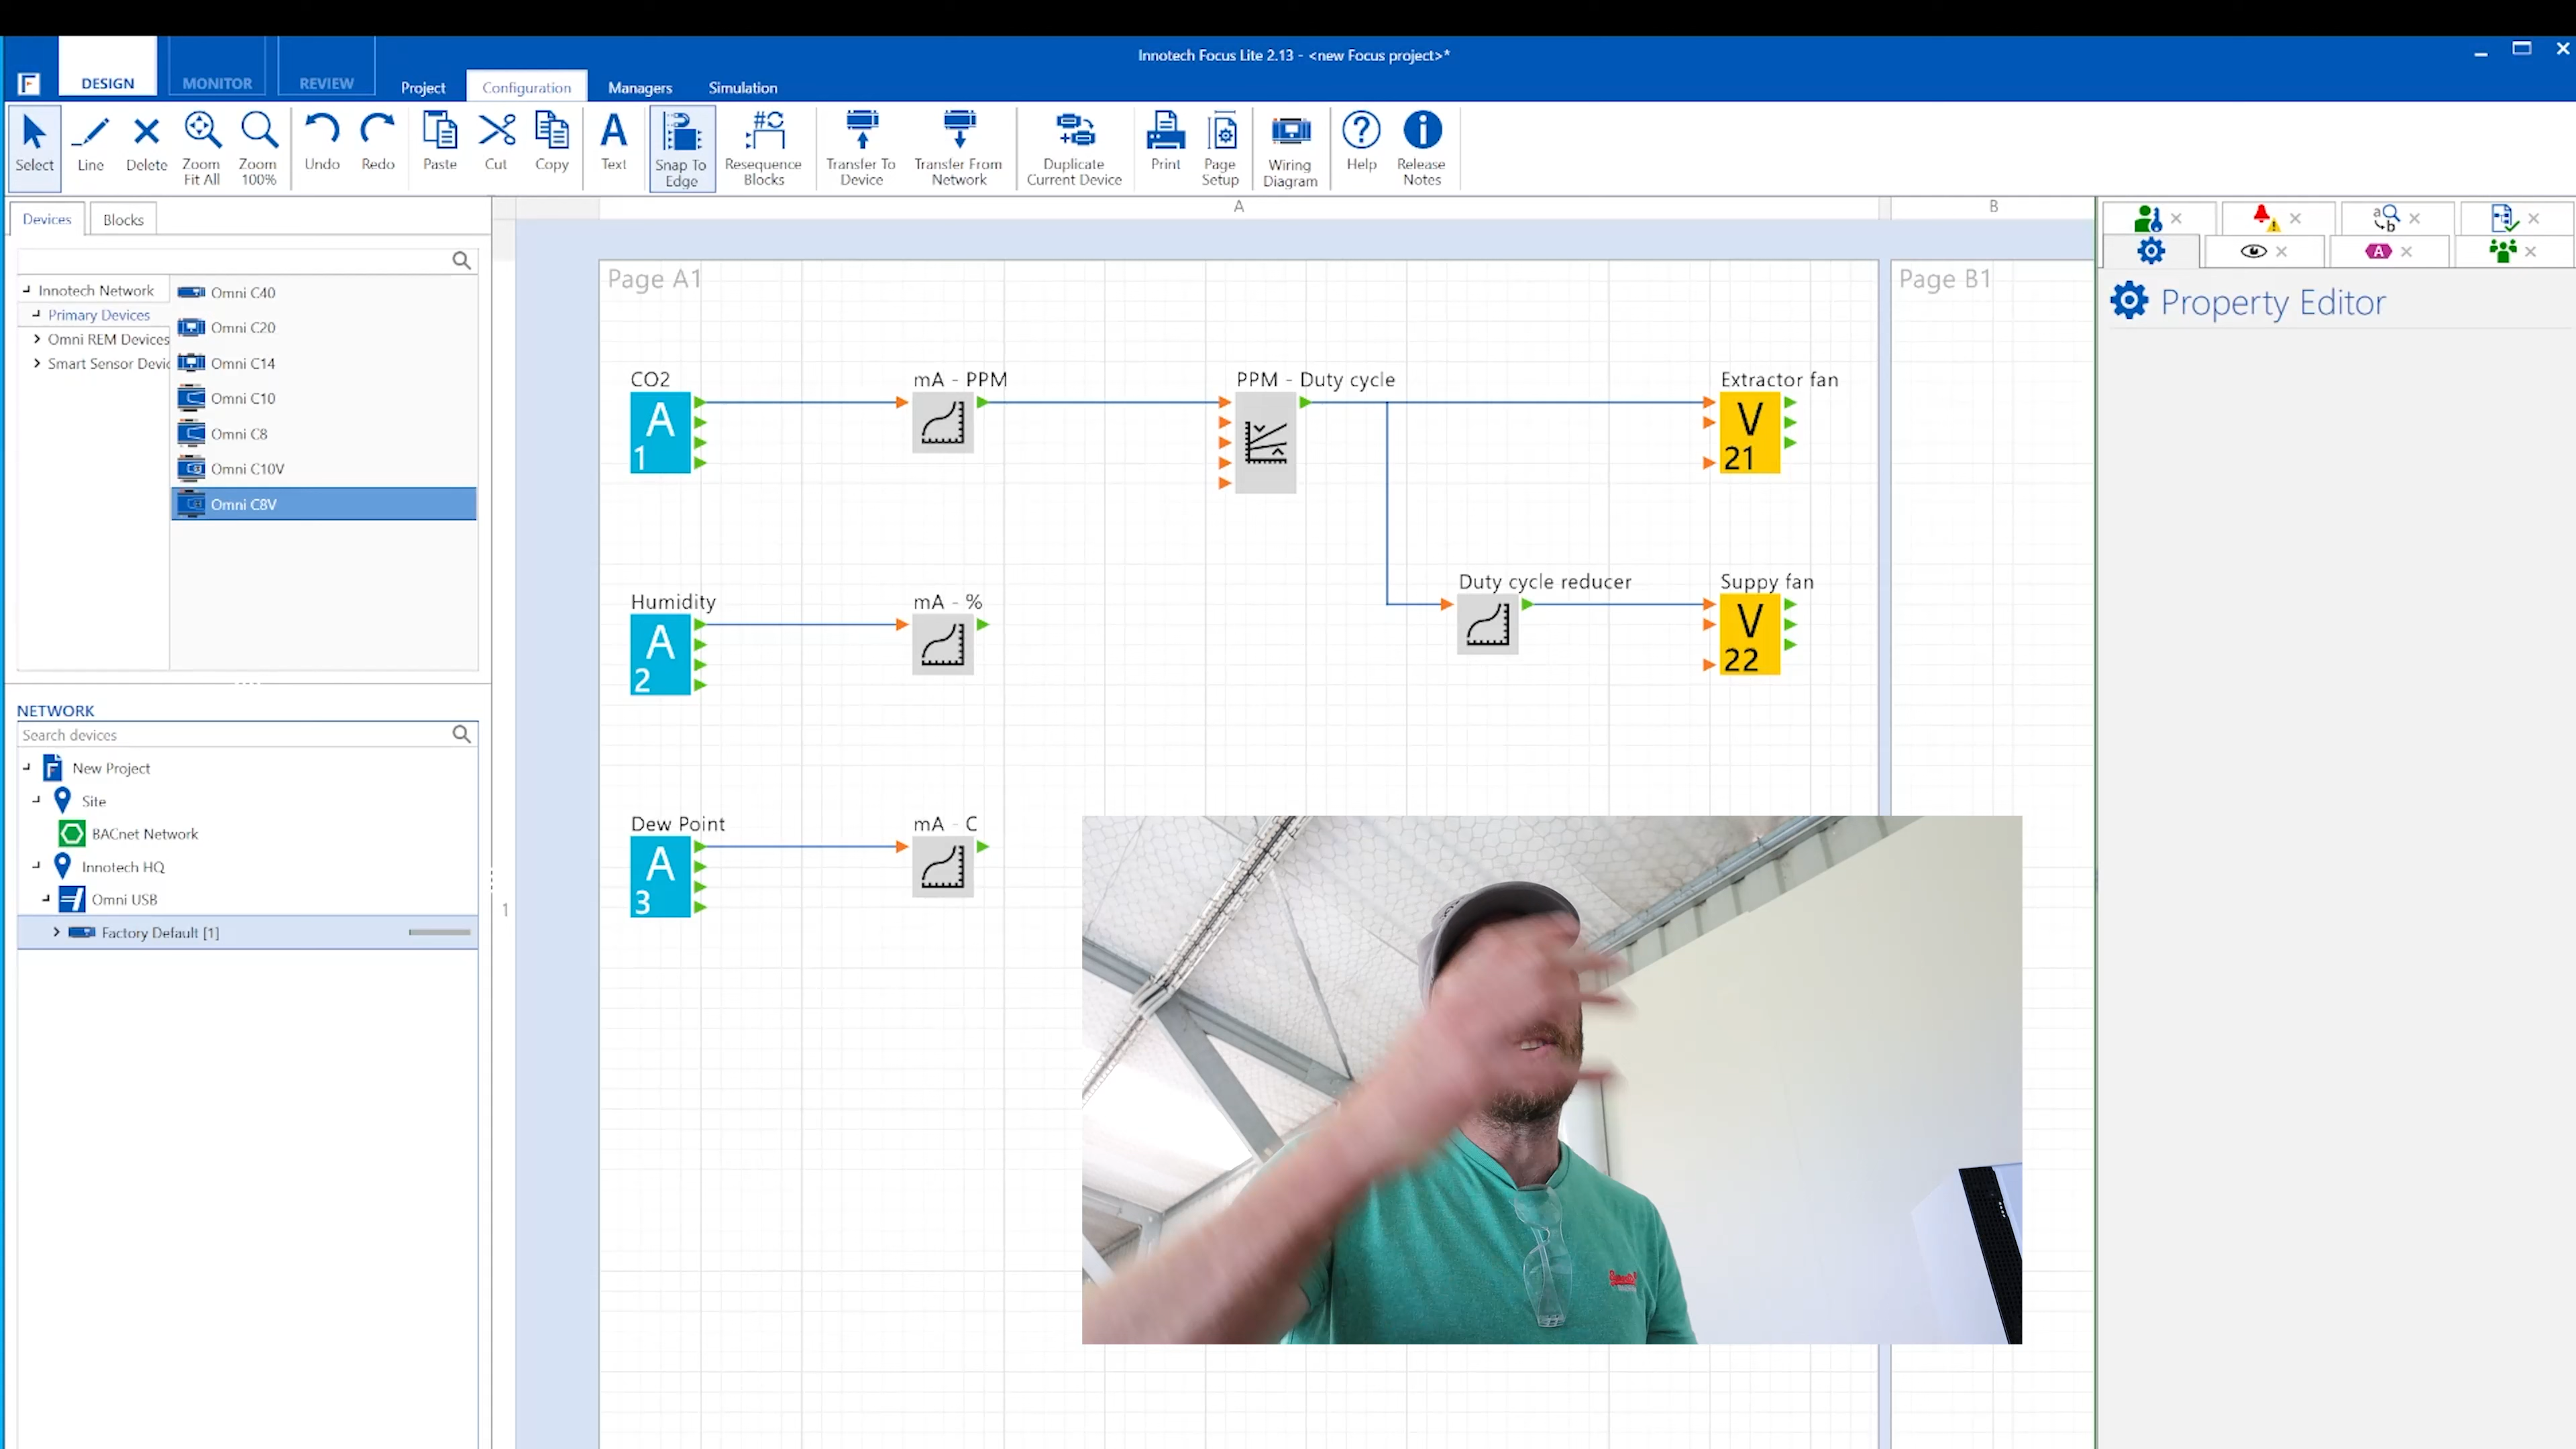 Innotech Focus Lite 2.13 - <new Focus project>*
F
DESIGN
MONITOR
REVIEW
Project
Configuration
Managers
Simulation
Select
Line
Delete
Zoom
Fit All
Zoom
100%
Undo
Redo
Paste
Cut
Copy
A
Text
Snap To
Edge
Resequence
Blocks
Transfer To
Device
Transfer From
Network
Duplicate
Current Device
Print
Page
Setup
Wiring
Diagram
Help
Release
Notes
Devices
Blocks
Innotech Network
Primary Devices
Omni REM Devices
Smart Sensor Devic
Omni C40
Omni C20
Omni C14
Omni C10
Omni C8
Omni C10V
Omni C8V
NETWORK
Search devices
New Project
Site
BACnet Network
Innotech HQ
Omni USB
Factory Default [1]
A
B
1
Page A1
Page B1
CO2
A
1
mA - PPM
PPM - Duty cycle
Extractor fan
V
21
Humidity
A
2
mA - %
Duty cycle reducer
Suppy fan
V
22
Dew Point
A
3
mA - C
Property Editor